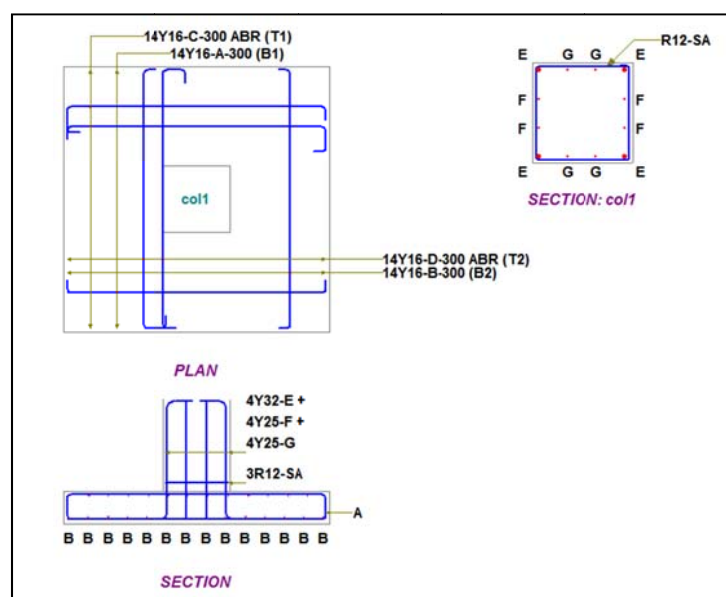 14Y16-C-300 ABR (T1)
14Y16-A-300 (B1)
col1
14Y16-D-300 ABR (T2)
14Y16-B-300 (B2)
PLAN
R12-SA
E G G E
F F
F F
E G G E
SECTION: col1
4Y32-E +
4Y25-F +
4Y25-G
3R12-SA
A
B B B B B B B B B B B B B B
SECTION